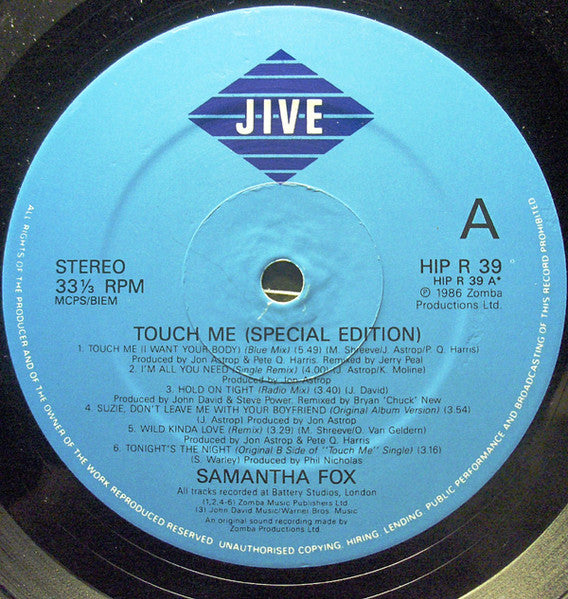 JIVE
A
STEREO
33⅓ RPM
MCPS/BIEM
HIP R 39
HIP R 39 A*
℗ 1986 Zomba
Productions Ltd.
TOUCH ME (SPECIAL EDITION)
1. TOUCH ME (I WANT YOUR BODY) (Blue Mix) (5.49) (M. Shreeve/J. Astrop/P. Q. Harris)
Produced by Jon Astrop & Pete Q. Harris. Remixed by Jerry Peal
2. I'M ALL YOU NEED (Single Remix) (4.00) (J. Astrop/K. Moline)
Produced by Jon Astrop
3. HOLD ON TIGHT (Radio Mix) (3.40) (J. David)
Produced by John David & Steve Power. Remixed by Bryan 'Chuck' New
4. SUZIE, DON'T LEAVE ME WITH YOUR BOYFRIEND (Original Album Version) (3.54)
(J. Astrop) Produced by Jon Astrop
5. WILD KINDA LOVE (Remix) (3.29) (M. Shreeve/O. Van Geldern)
Produced by Jon Astrop & Pete Q. Harris
6. TONIGHT'S THE NIGHT (Original B Side of "Touch Me" Single) (3.16)
(S. Warley) Produced by Phil Nicholas
SAMANTHA FOX
All tracks recorded at Battery Studios, London
(1,2,4-6) Zomba Music Publishers Ltd
(3) John David Music/Warner Bros. Music
An original sound recording made by
Zomba Productions Ltd.
ALL RIGHTS OF THE PRODUCER AND OF THE OWNER OF THE WORK REPRODUCED RESERVED. UNAUTHORISED COPYING, HIRING, LENDING, PUBLIC PERFORMANCE AND BROADCASTING OF THIS RECORD PROHIBITED